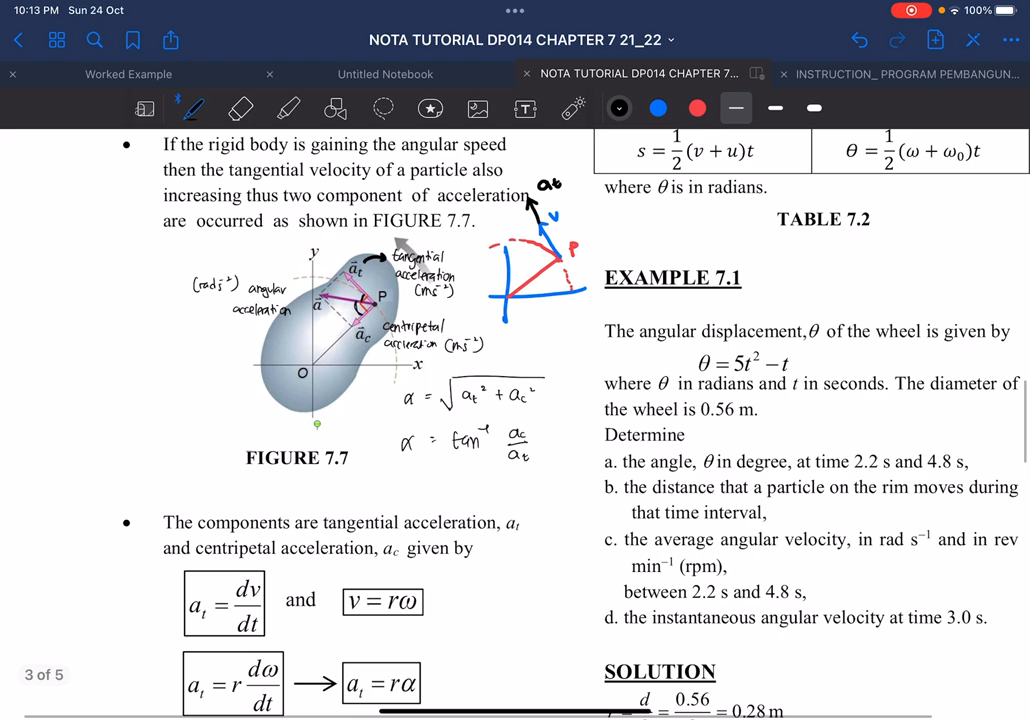 10:13 PM Sun 24 Oct
100%
NOTA TUTORIAL DP014 CHAPTER 7 21_22
Worked Example
Untitled Notebook
NOTA TUTORIAL DP014 CHAPTER 7...
INSTRUCTION_ PROGRAM PEMBANGUN...
• If the rigid body is gaining the angular speed
then the tangential velocity of a particle also
increasing thus two component of acceleration
are occurred as shown in FIGURE 7.7.
at
v
P
y
(rads⁻²) angular
acceleration
a⃗t
tangential
acceleration
(ms⁻²)
a⃗
P
a⃗c
centripetal
acceleration (ms⁻²)
O
x
α = √(at² + ac²)
α = tan⁻¹ ac/at
FIGURE 7.7
• The components are tangential acceleration, at
and centripetal acceleration, ac given by
at = dv/dt and v = rω
at = r dω/dt → at = rα
3 of 5
s = 1/2 (v + u)t
θ = 1/2 (ω + ω₀)t
where θ is in radians.
TABLE 7.2
EXAMPLE 7.1
The angular displacement,θ of the wheel is given by
θ = 5t² – t
where θ in radians and t in seconds. The diameter of
the wheel is 0.56 m.
Determine
a. the angle, θ in degree, at time 2.2 s and 4.8 s,
b. the distance that a particle on the rim moves during
that time interval,
c. the average angular velocity, in rad s⁻¹ and in rev
min⁻¹ (rpm),
between 2.2 s and 4.8 s,
d. the instantaneous angular velocity at time 3.0 s.
SOLUTION
d 0.56
= = 0.28 m